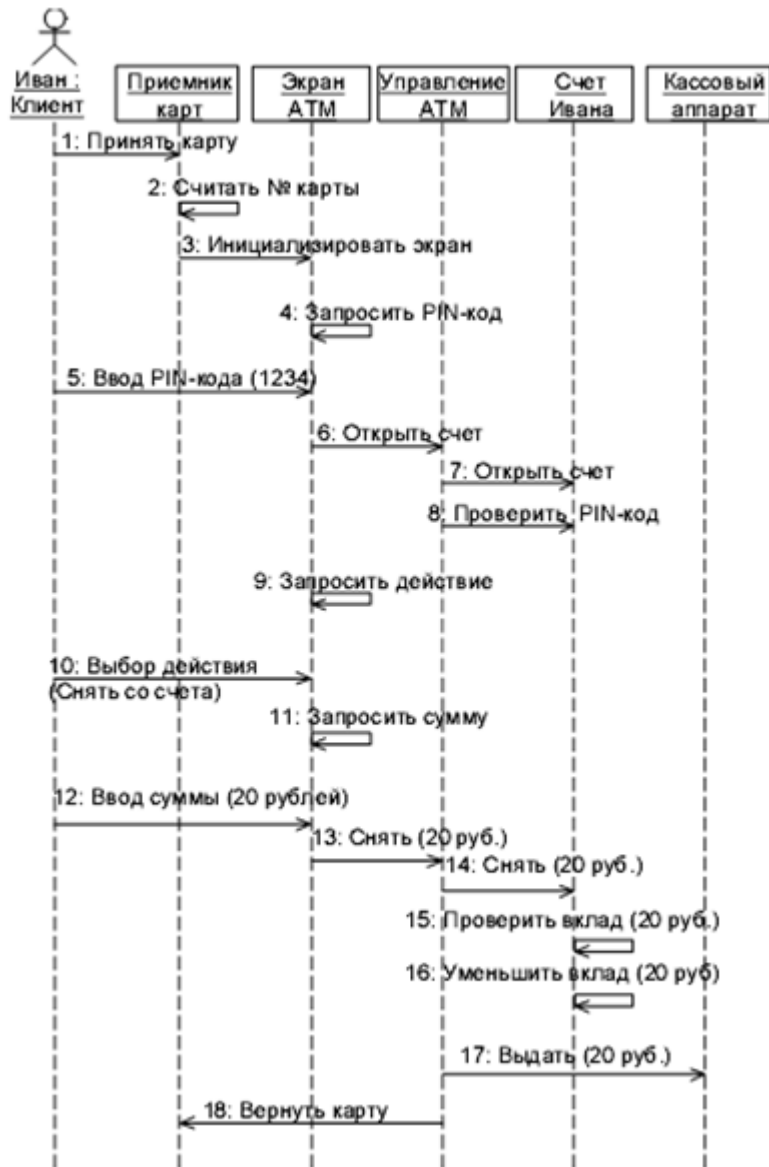 Иван :
Клиент
Приемник
карт
Экран
АТМ
Управление
АТМ
Счет
Ивана
Кассовый
аппарат
1: Принять карту
2: Считать № карты
3: Инициализировать экран
4: Запросить PIN-код
5: Ввод PIN-кода (1234)
6: Открыть счет
7: Открыть счет
8: Проверить PIN-код
9: Запросить действие
10: Выбор действия
(Снять со счета)
11: Запросить сумму
12: Ввод суммы (20 рублей)
13: Снять (20 руб.)
14: Снять (20 руб.)
15: Проверить вклад (20 руб.)
16: Уменьшить вклад (20 руб)
17: Выдать (20 руб.)
18: Вернуть карту